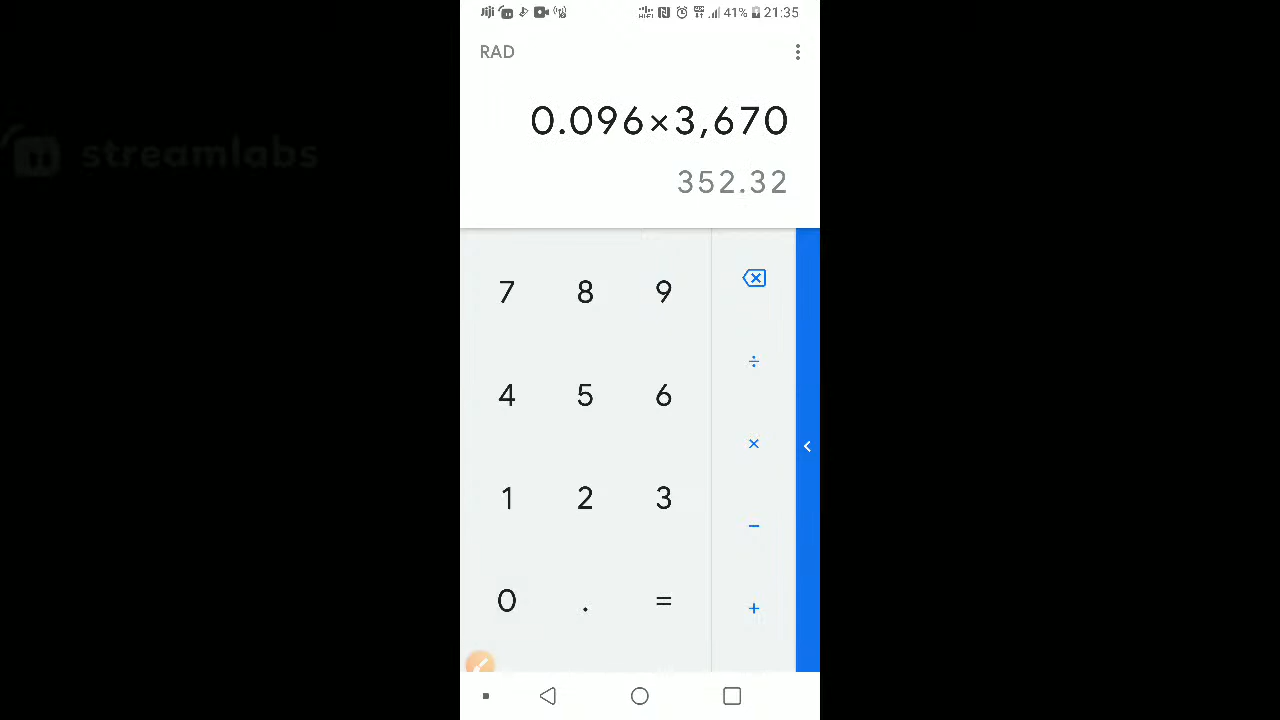 Jiji 41% 21:35
RAD
0.096×3,670
352.32
streamlabs
7 8 9
÷
4 5 6
×
1 2 3
−
0 . =
+